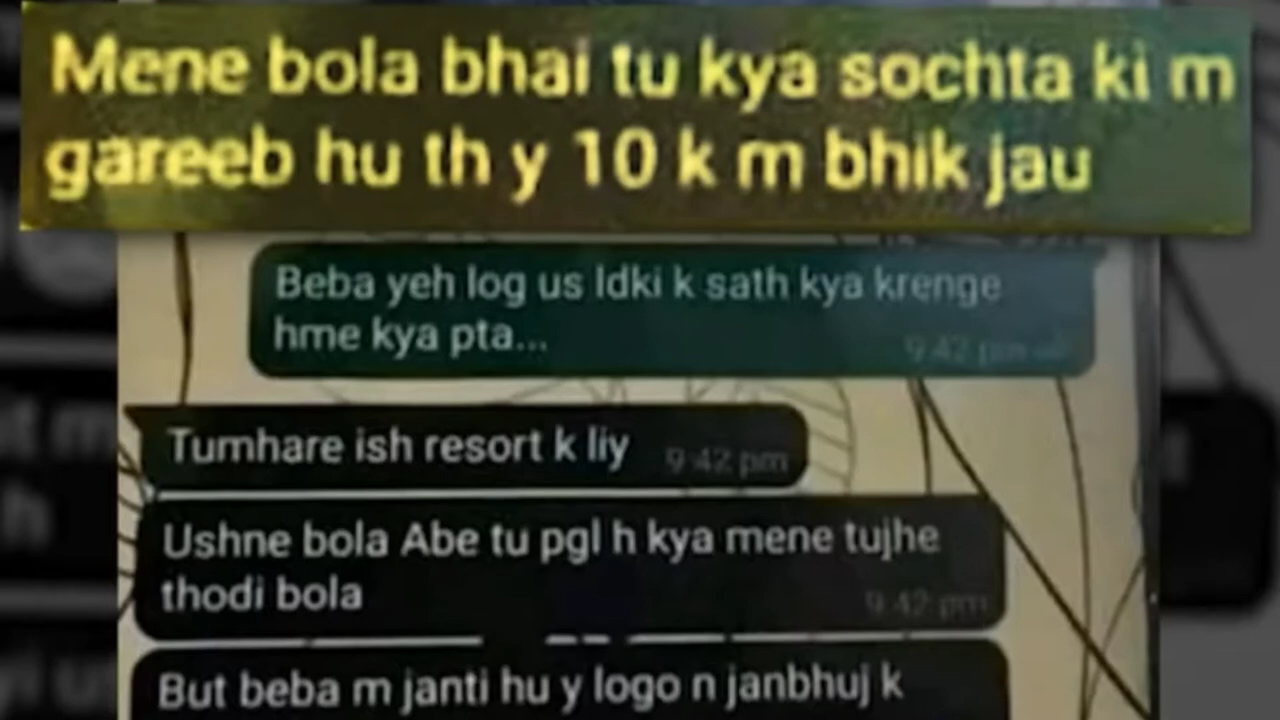 Mene bola bhai tu kya sochta ki m
gareeb hu th y 10 k m bhik jau
Beba yeh log us ldki k sath kya krenge
hme kya pta...
9:42 pm
Tumhare ish resort k liy
9:42 pm
Ushne bola Abe tu pgl h kya mene tujhe
thodi bola
9:42 pm
But beba m janti hu y logo n janbhuj k